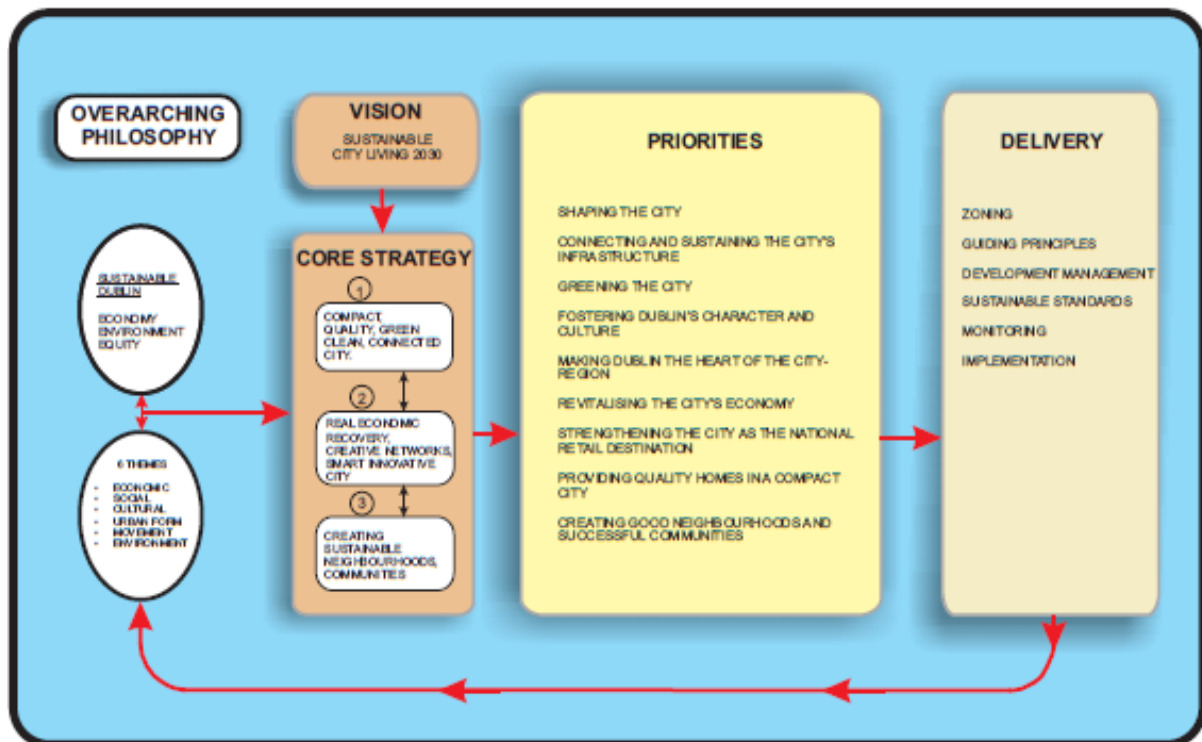 OVERARCHING
PHILOSOPHY
SUSTAINABLE
DUBLIN
ECONOMY
ENVIRONMENT
EQUITY
6 THEMES
- ECONOMIC
- SOCIAL
- CULTURAL
- URBAN FORM
- MOVEMENT
- ENVIRONMENT
VISION
SUSTAINABLE
CITY LIVING 2030
CORE STRATEGY
1
COMPACT,
QUALITY, GREEN
CLEAN, CONNECTED
CITY.
2
REAL ECONOMIC
RECOVERY,
CREATIVE NETWORKS,
SMART INNOVATIVE
CITY
3
CREATING
SUSTAINABLE
NEIGHBOURHOODS,
COMMUNITIES
PRIORITIES
SHAPING THE CITY
CONNECTING AND SUSTAINING THE CITY'S
INFRASTRUCTURE
GREENING THE CITY
FOSTERING DUBLIN'S CHARACTER AND
CULTURE
MAKING DUBLIN THE HEART OF THE CITY-
REGION
REVITALISING THE CITY'S ECONOMY
STRENGTHENING THE CITY AS THE NATIONAL
RETAIL DESTINATION
PROVIDING QUALITY HOMES IN A COMPACT
CITY
CREATING GOOD NEIGHBOURHOODS AND
SUCCESSFUL COMMUNITIES
DELIVERY
ZONING
GUIDING PRINCIPLES
DEVELOPMENT MANAGEMENT
SUSTAINABLE STANDARDS
MONITORING
IMPLEMENTATION